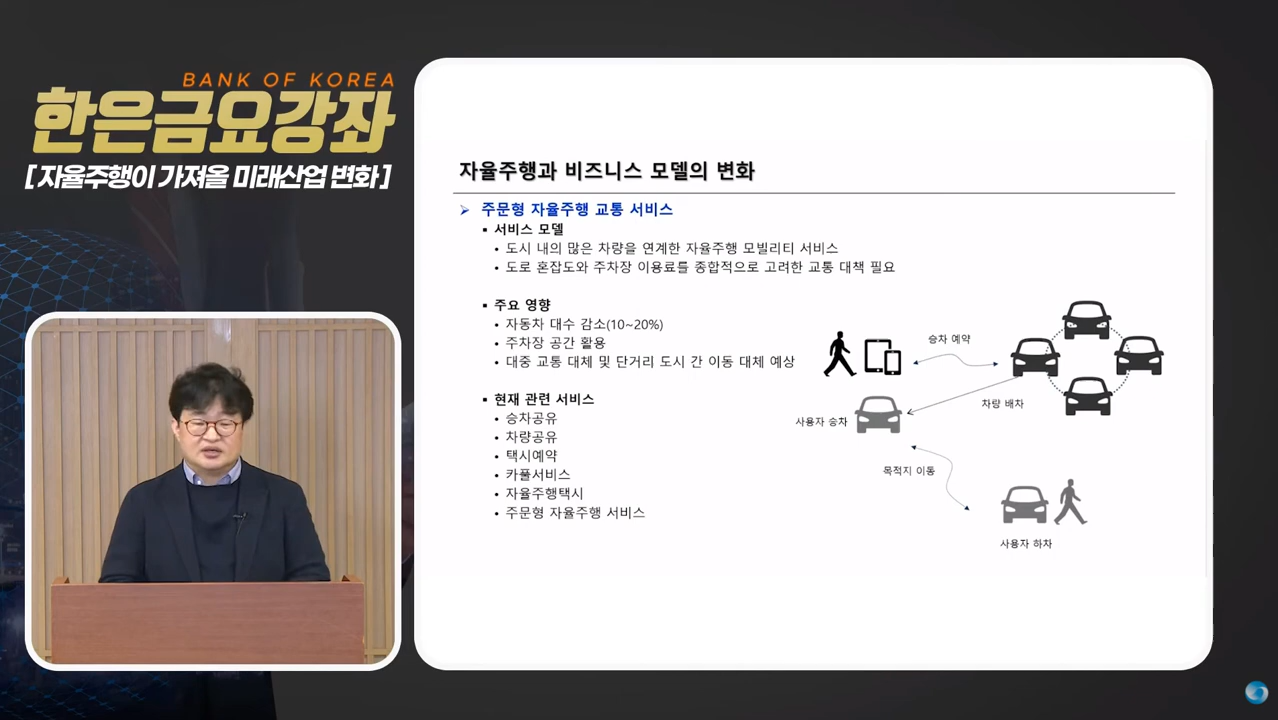 BANK OF KOREA
한은금요강좌
[자율주행이 가져올 미래산업 변화]
자율주행과 비즈니스 모델의 변화
➢ 주문형 자율주행 교통 서비스
▪ 서비스 모델
• 도시 내의 많은 차량을 연계한 자율주행 모빌리티 서비스
• 도로 혼잡도와 주차장 이용료를 종합적으로 고려한 교통 대책 필요
▪ 주요 영향
• 자동차 대수 감소(10~20%)
• 주차장 공간 활용
• 대중 교통 대체 및 단거리 도시 간 이동 대체 예상
▪ 현재 관련 서비스
• 승차공유
• 차량공유
• 택시예약
• 카풀서비스
• 자율주행택시
• 주문형 자율주행 서비스
승차 예약
차량 배차
사용자 승차
목적지 이동
사용자 하차